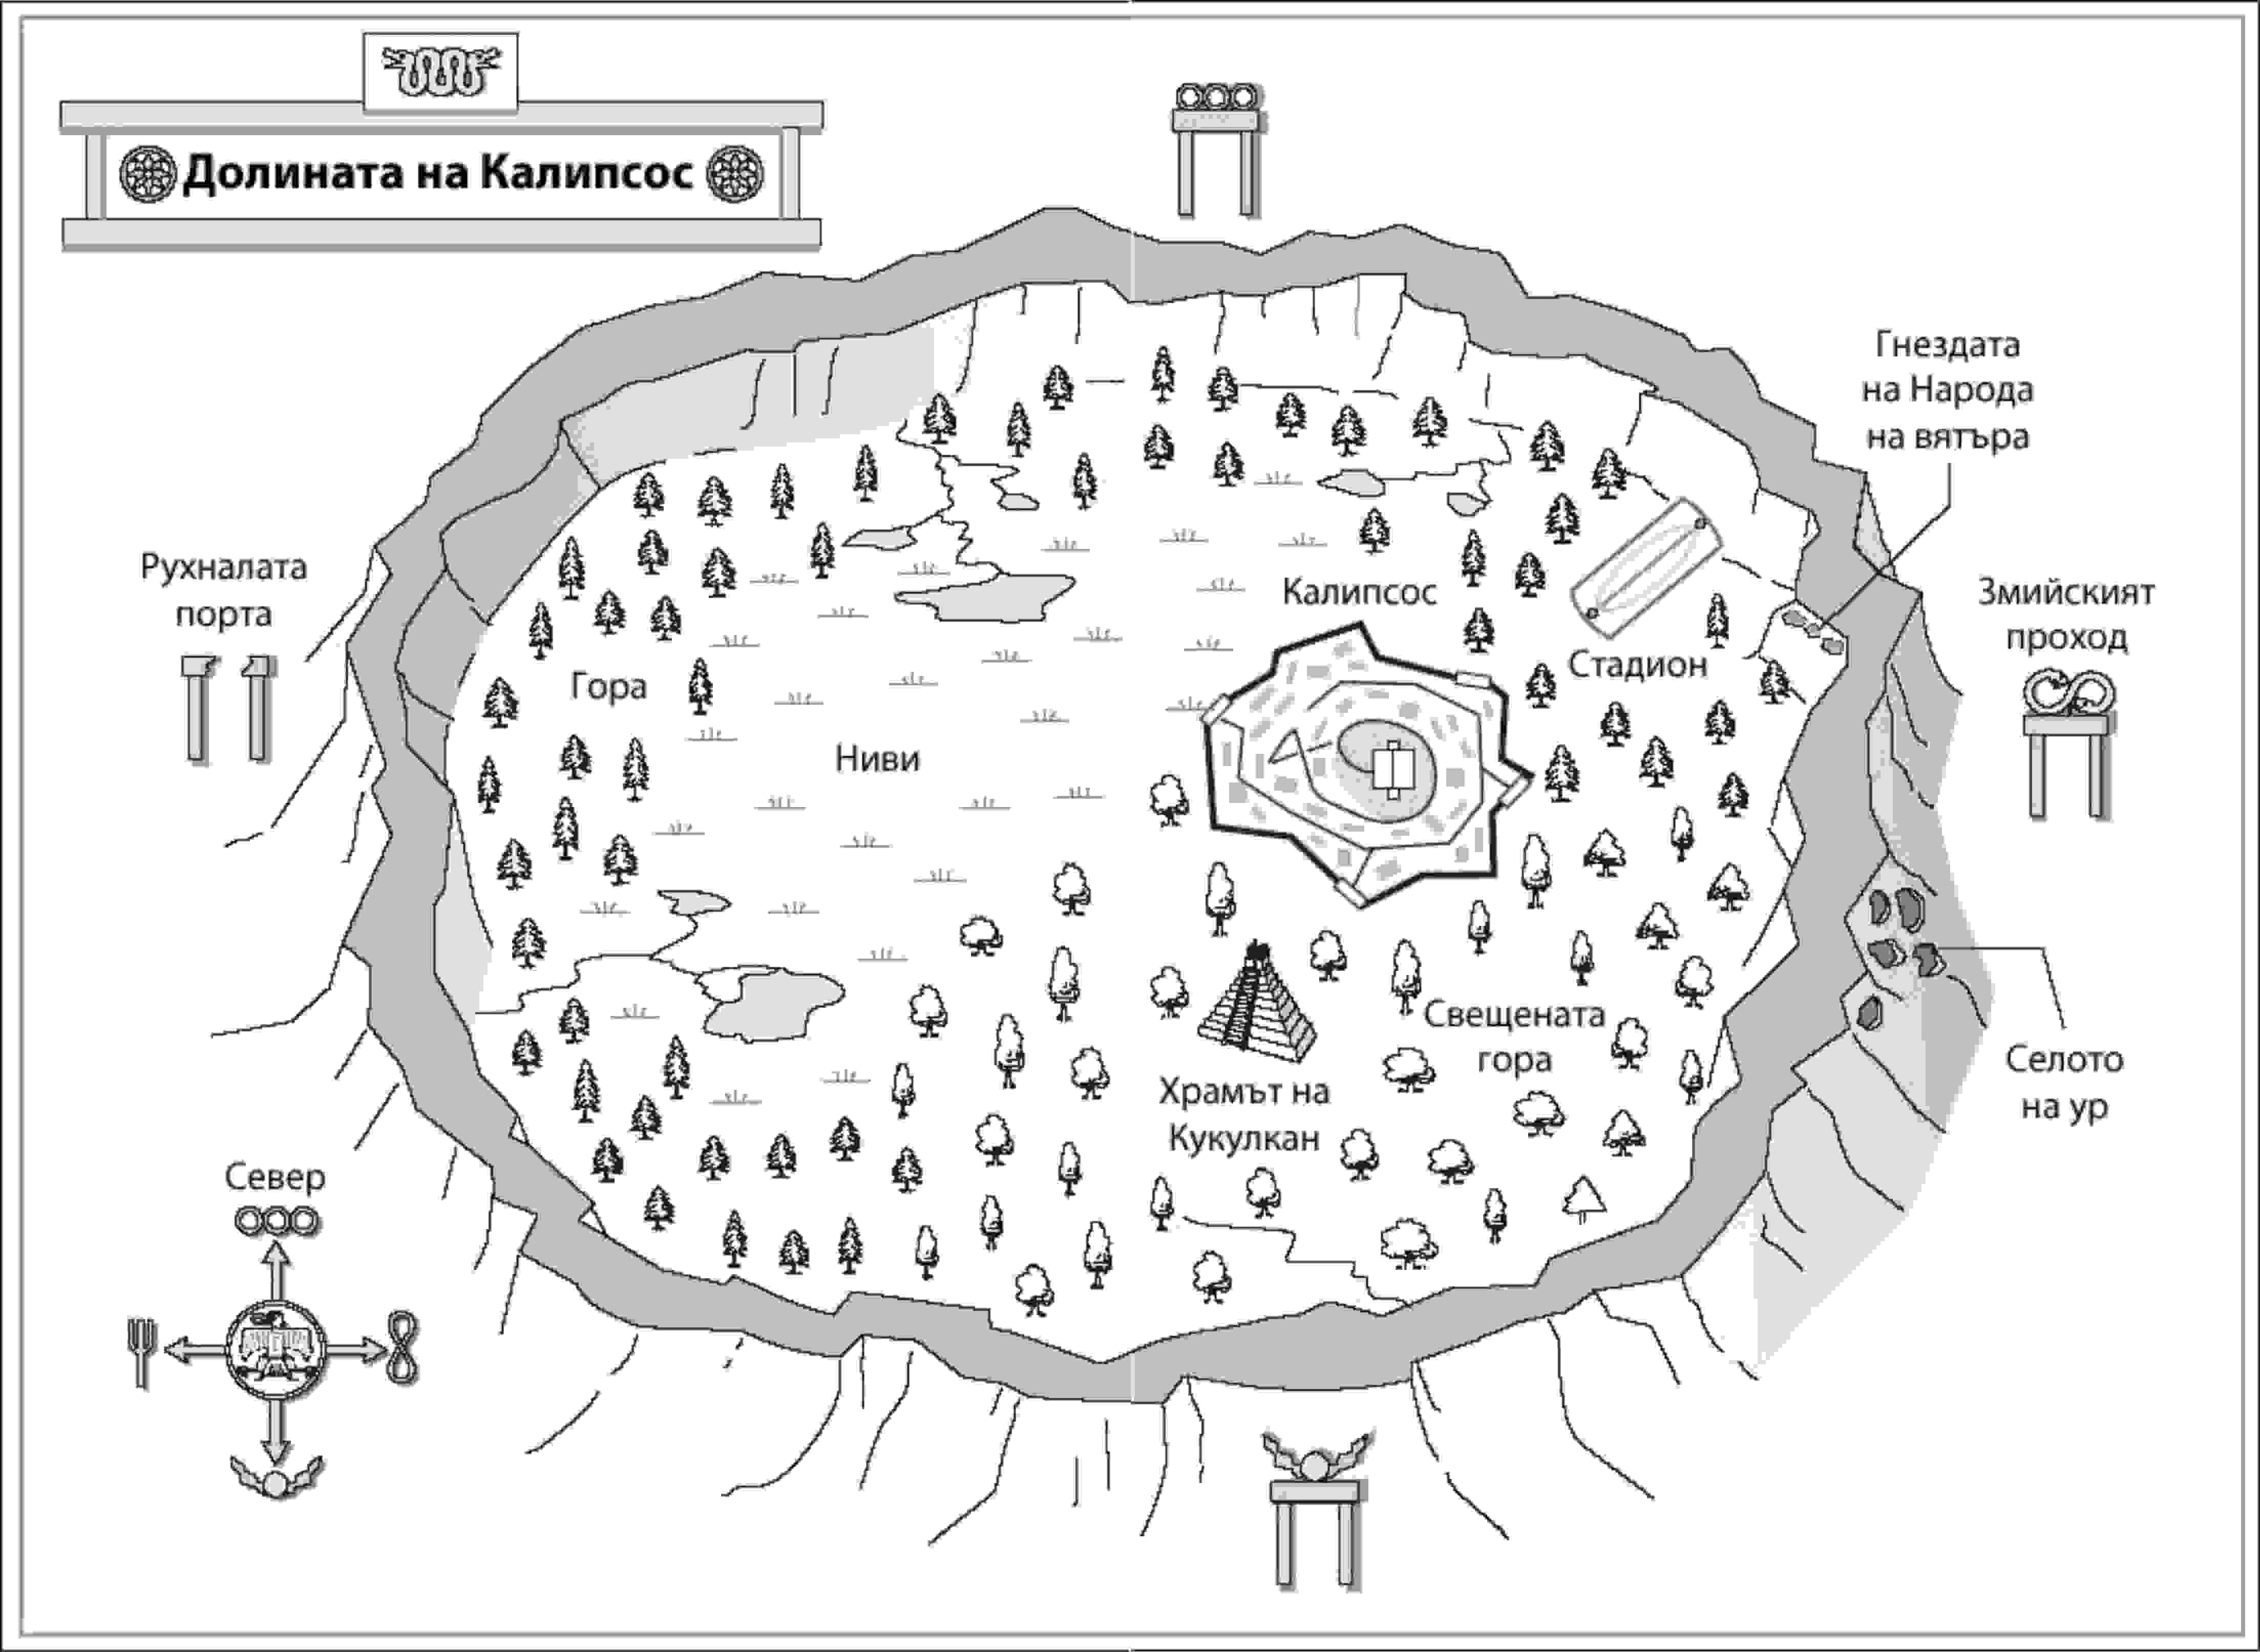 Долината на Калипсос
Гнездата
на Народа
на вятъра
Рухналата
порта
Калипсос
Змийският
проход
Стадион
Гора
Ниви
Свещената
гора
Селото
на ур
Храмът на
Кукулкан
Север